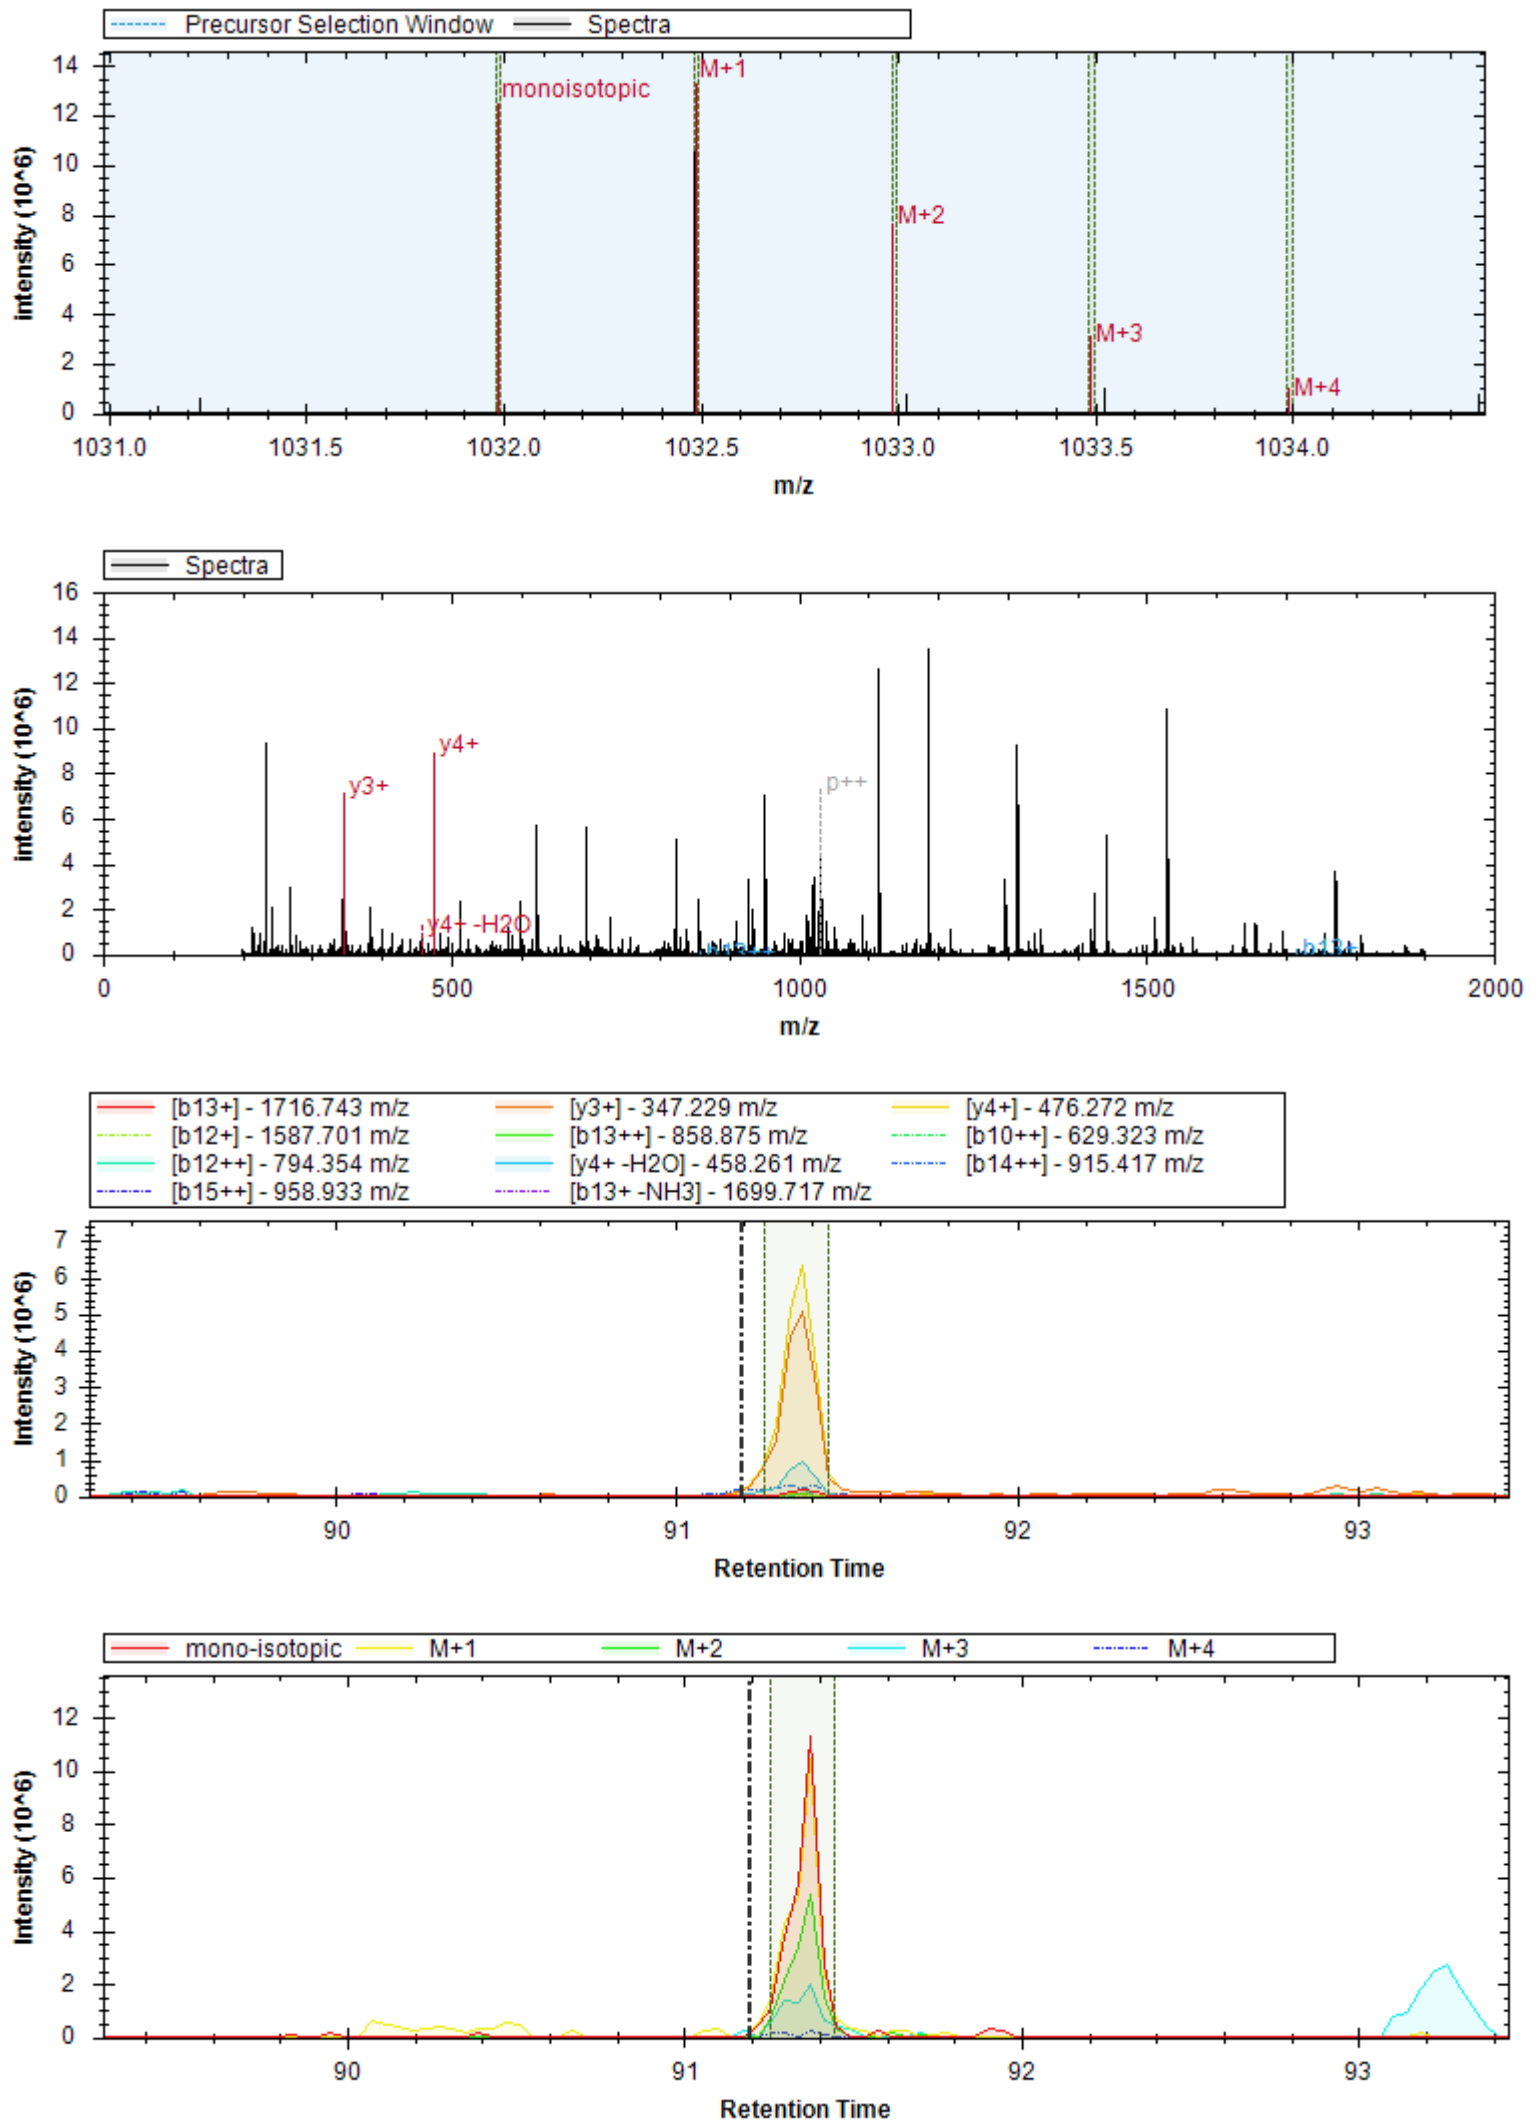 Precursor Selection Window Spectra
14
12
10
8
6
4
2
0
intensity (10^6)
monoisotopic
M+1
M+2
M+3
M+4
1031.0 1031.5 1032.0 1032.5 1033.0 1033.5 1034.0
m/z
Spectra
16
14
12
10
8
6
4
2
0
intensity (10^6)
y3+
y4+
y4+ -H2O
p++
b13+
0 500 1000 1500 2000
m/z
[b13+] - 1716.743 m/z [y3+] - 347.229 m/z [y4+] - 476.272 m/z
[b12+] - 1587.701 m/z [b13++] - 858.875 m/z [b10++] - 629.323 m/z
[b12++] - 794.354 m/z [y4+ -H2O] - 458.261 m/z [b14++] - 915.417 m/z
[b15++] - 958.933 m/z [b13+ -NH3] - 1699.717 m/z
7
6
5
4
3
2
1
0
Intensity (10^6)
90 91 92 93
Retention Time
mono-isotopic M+1 M+2 M+3 M+4
12
10
8
6
4
2
0
Intensity (10^6)
90 91 92 93
Retention Time